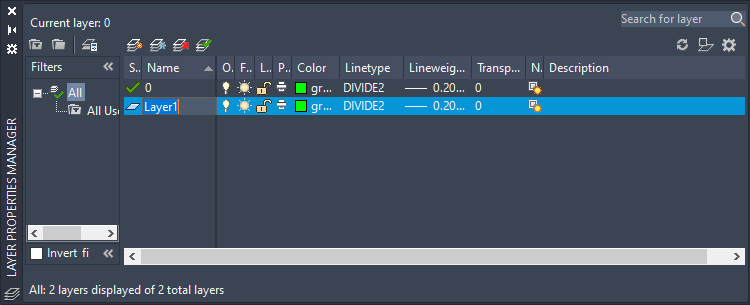 Current layer: 0
Search for layer
Filters
S.. Name O. F.. L.. P.. Color Linetype Lineweig... Transp... N. Description
All
0 gr... DIVIDE2 0.20... 0
All Use
Layer1 gr... DIVIDE2 0.20... 0
Invert fi
All: 2 layers displayed of 2 total layers
LAYER PROPERTIES MANAGER